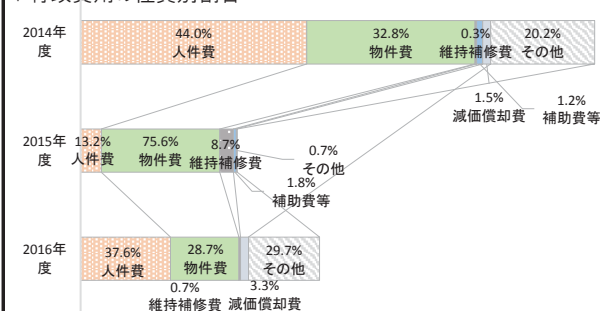 2014年度
44.0%
人件費
32.8%
物件費
0.3%
維持補修費
20.2%
その他
1.5%
減価償却費
1.2%
補助費等
2015年度
13.2%
人件費
75.6%
物件費
8.7%
維持補修費
0.7%
その他
1.8%
補助費等
2016年度
37.6%
人件費
28.7%
物件費
29.7%
その他
0.7%
維持補修費
3.3%
減価償却費